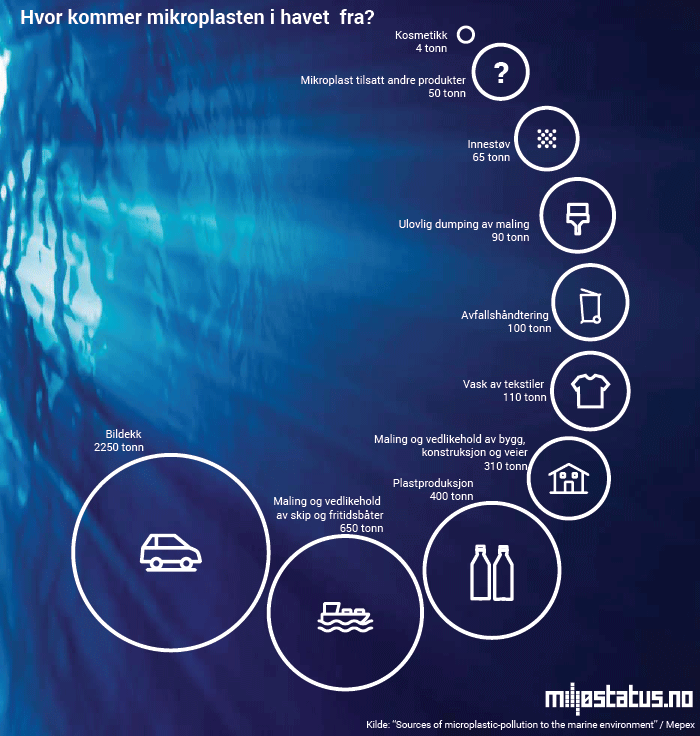 Hvor kommer mikroplasten i havet fra?
Kosmetikk
4 tonn
?
Mikroplast tilsatt andre produkter
50 tonn
Innestøv
65 tonn
Ulovlig dumping av maling
90 tonn
Avfallshåndtering
100 tonn
Vask av tekstiler
110 tonn
Maling og vedlikehold av bygg,
konstruksjon og veier
310 tonn
Plastproduksjon
400 tonn
Maling og vedlikehold
av skip og fritidsbåter
650 tonn
Bildekk
2250 tonn
miljøstatus.no
Kilde: "Sources of microplastic-pollution to the marine environment" / Mepex